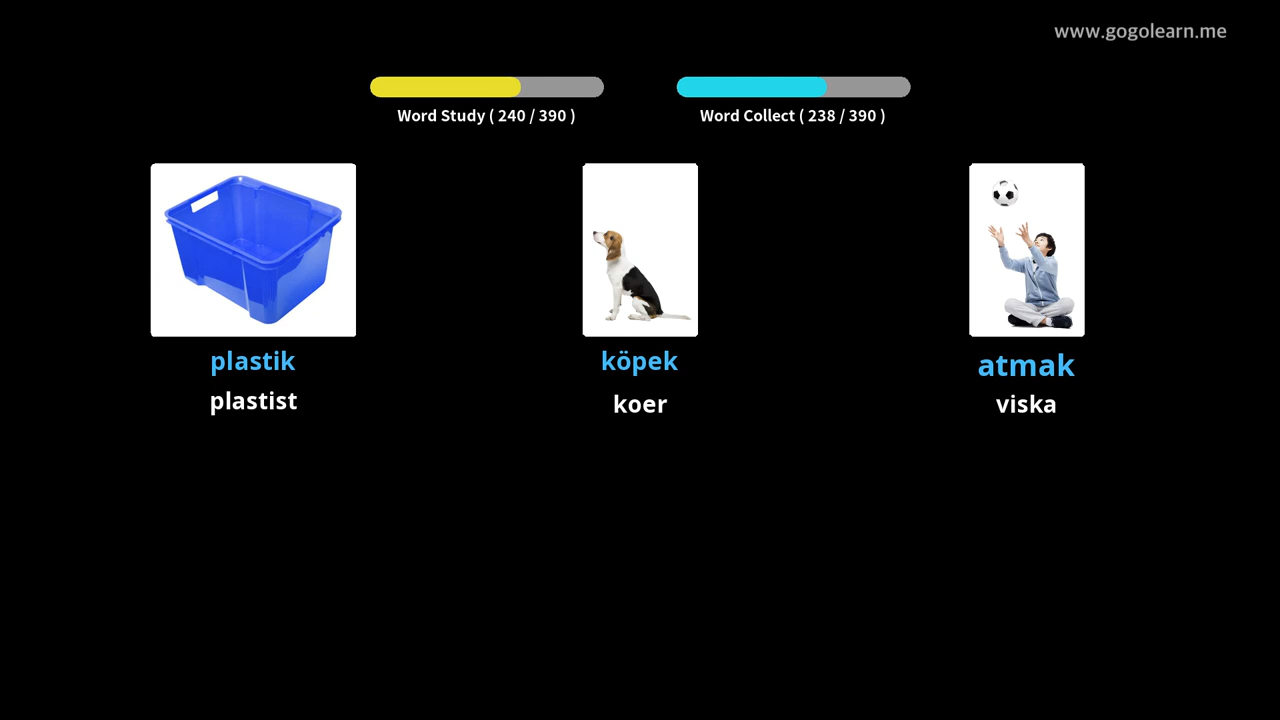 www.gogolearn.me
Word Study ( 240 / 390 )
Word Collect ( 238 / 390 )
plastik
plastist
köpek
koer
atmak
viska